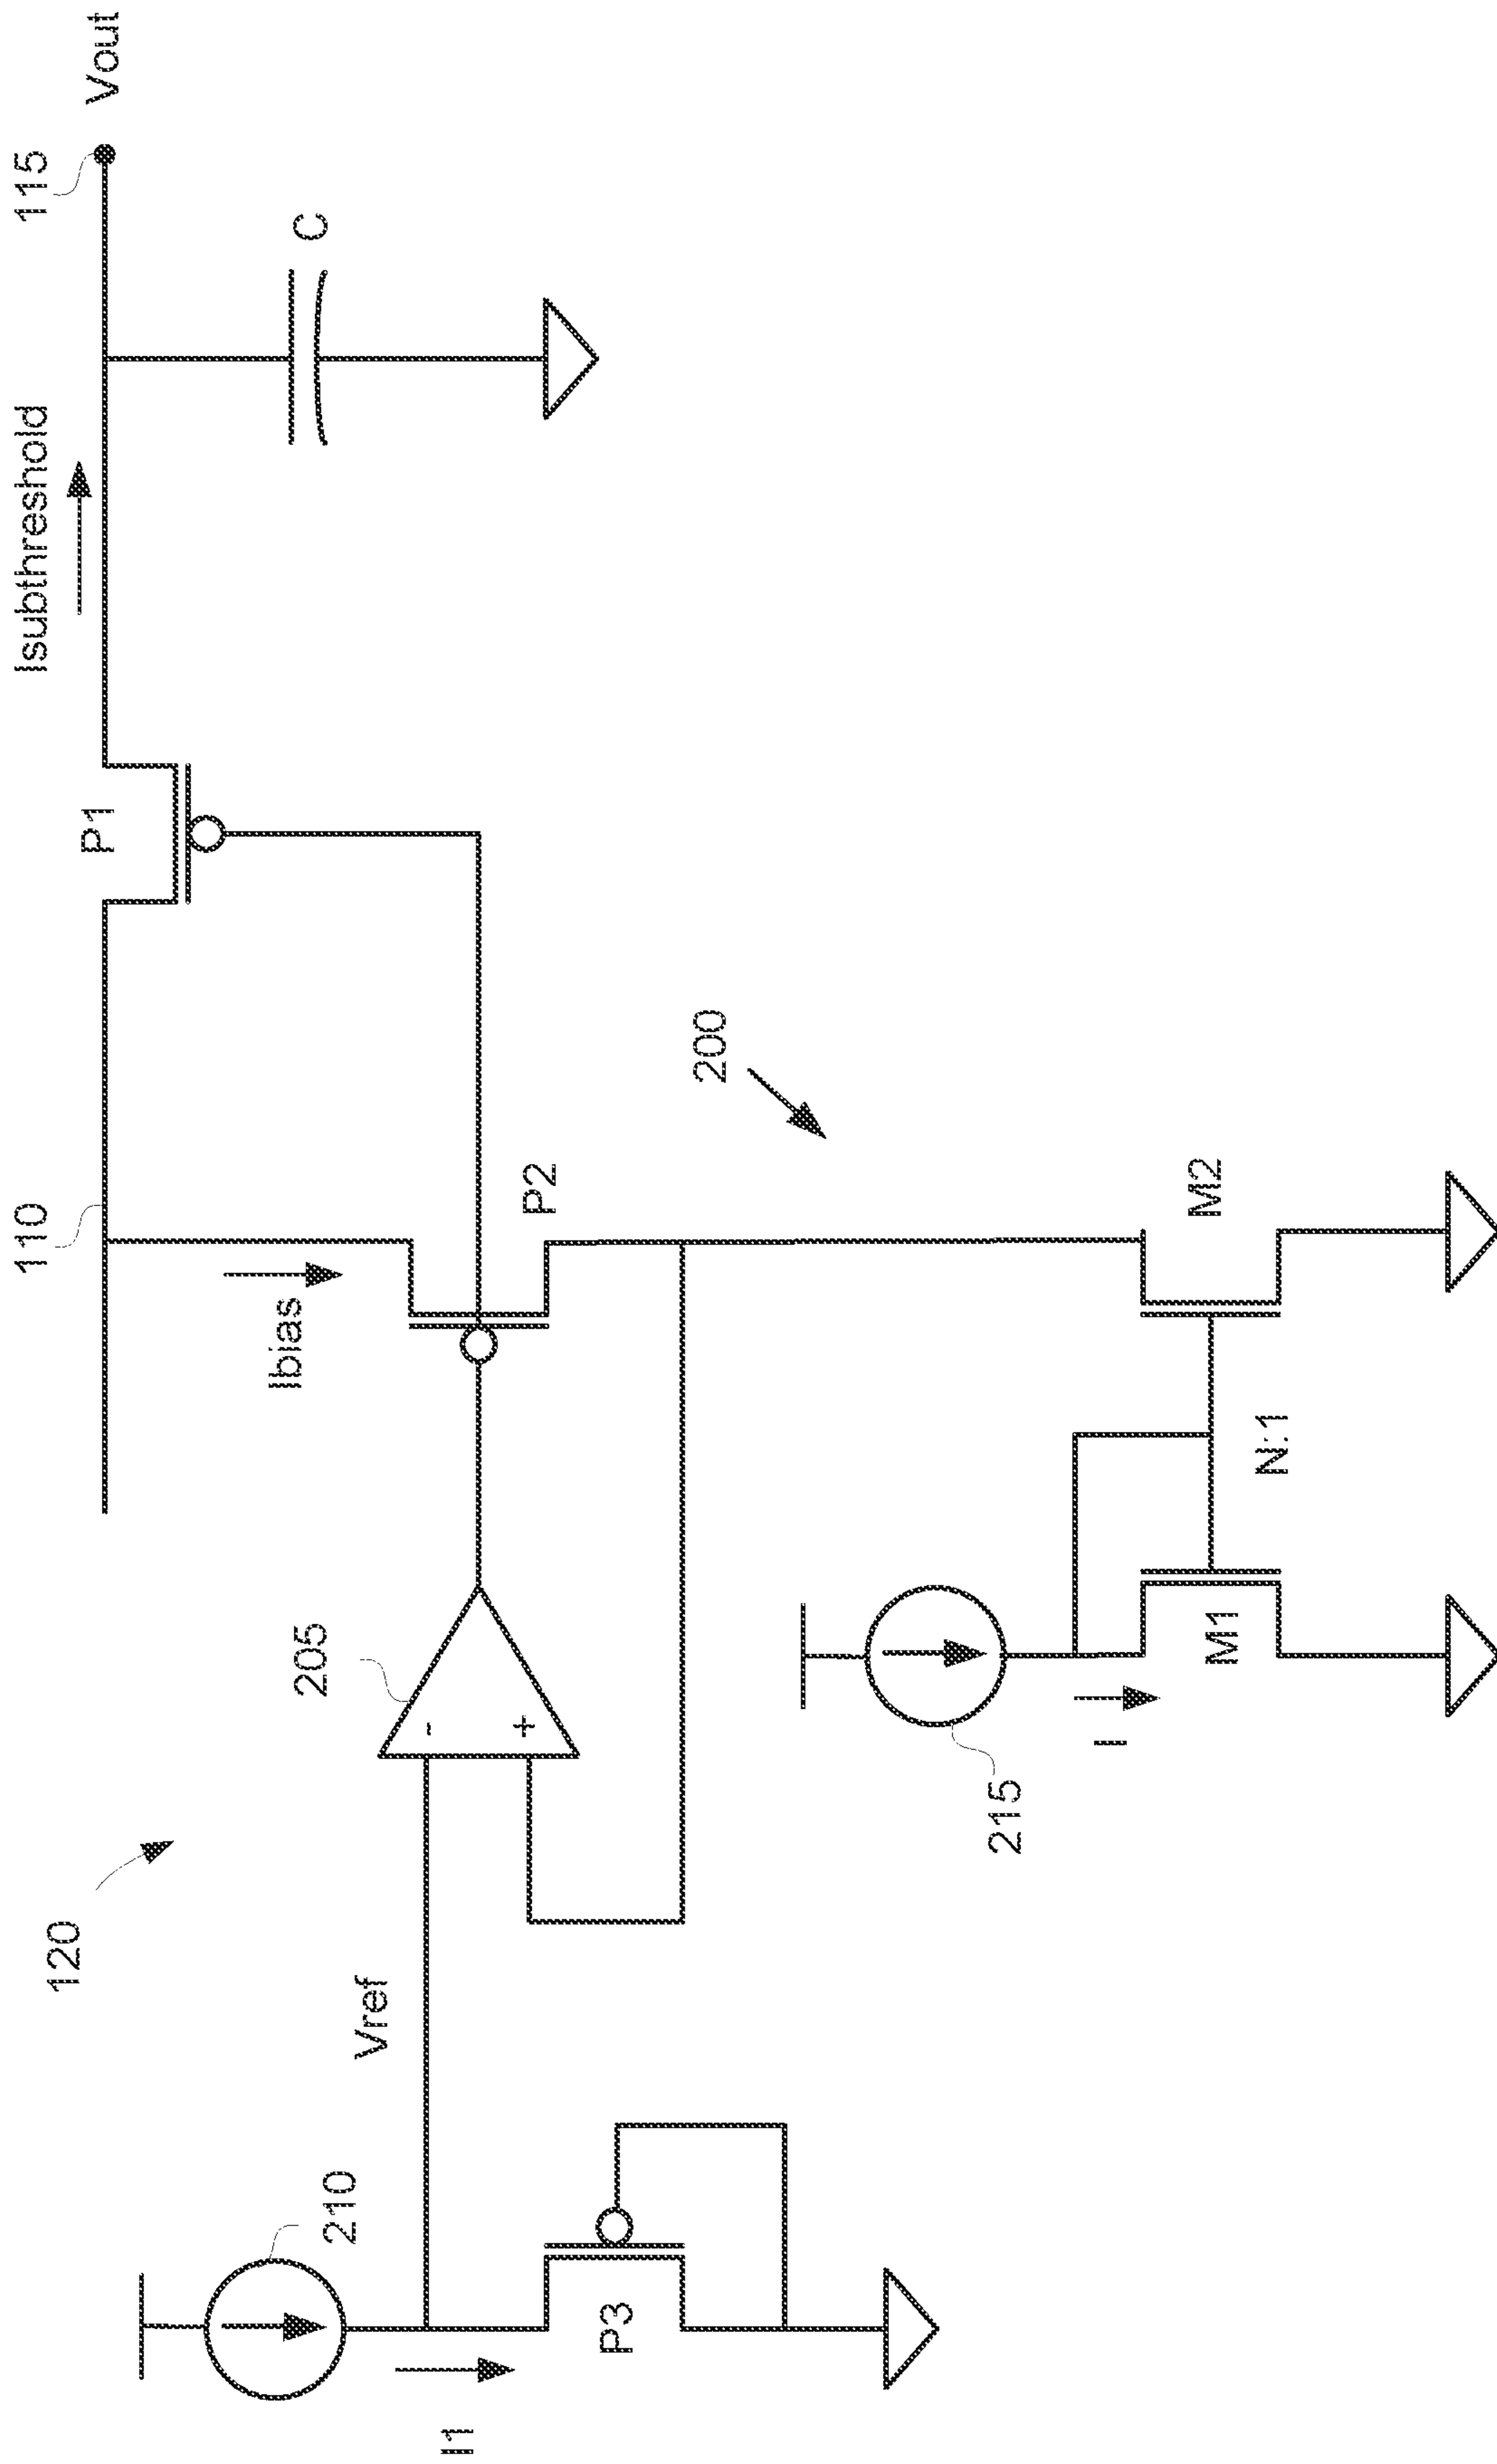 120
110
Isubthreshold
115
Vout
P1
C
210
I1
Vref
205
-
+
Ibias
P2
200
P3
215
I
M1
N:1
M2